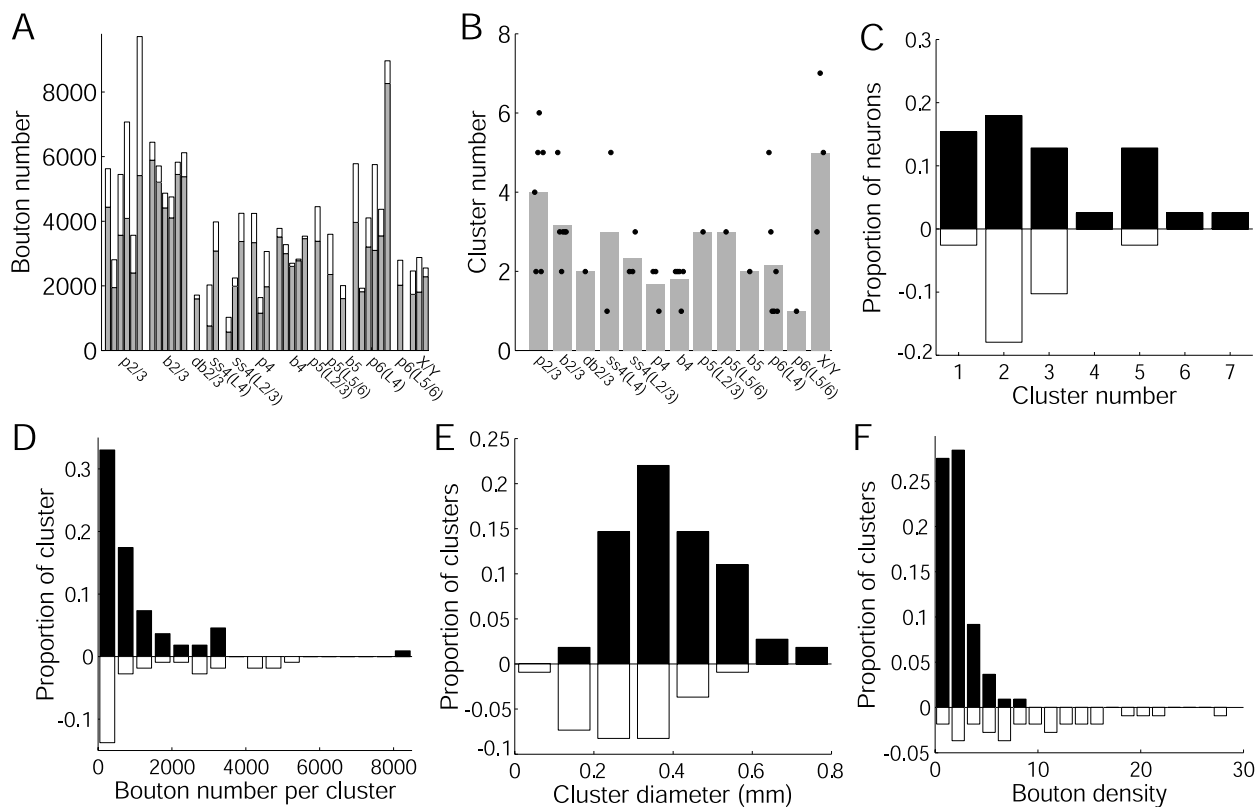 A
Bouton number
8000
6000
4000
2000
0
p2/3
b2/3
db2/3
ss4(L4)
ss4(L2/3)
p4
b4
p5(L2/3)
p5(L5/6)
b5
p6(L4)
p6(L5/6)
X/Y
B
Cluster number
8
6
4
2
0
p2/3
b2/3
db2/3
ss4(L4)
ss4(L2/3)
p4
b4
p5(L2/3)
p5(L5/6)
b5
p6(L4)
p6(L5/6)
X/Y
C
Proportion of neurons
0.3
0.2
0.1
0
-0.1
-0.2
1 2 3 4 5 6 7
Cluster number
D
Proportion of cluster
0.3
0.2
0.1
0
-0.1
0 2000 4000 6000 8000
Bouton number per cluster
E
Proportion of clusters
0.25
0.2
0.15
0.1
0.05
0
-0.05
-0.1
0 0.2 0.4 0.6 0.8
Cluster diameter (mm)
F
Proportion of clusters
0.25
0.2
0.15
0.1
0.05
0
-0.05
0 10 20 30
Bouton density